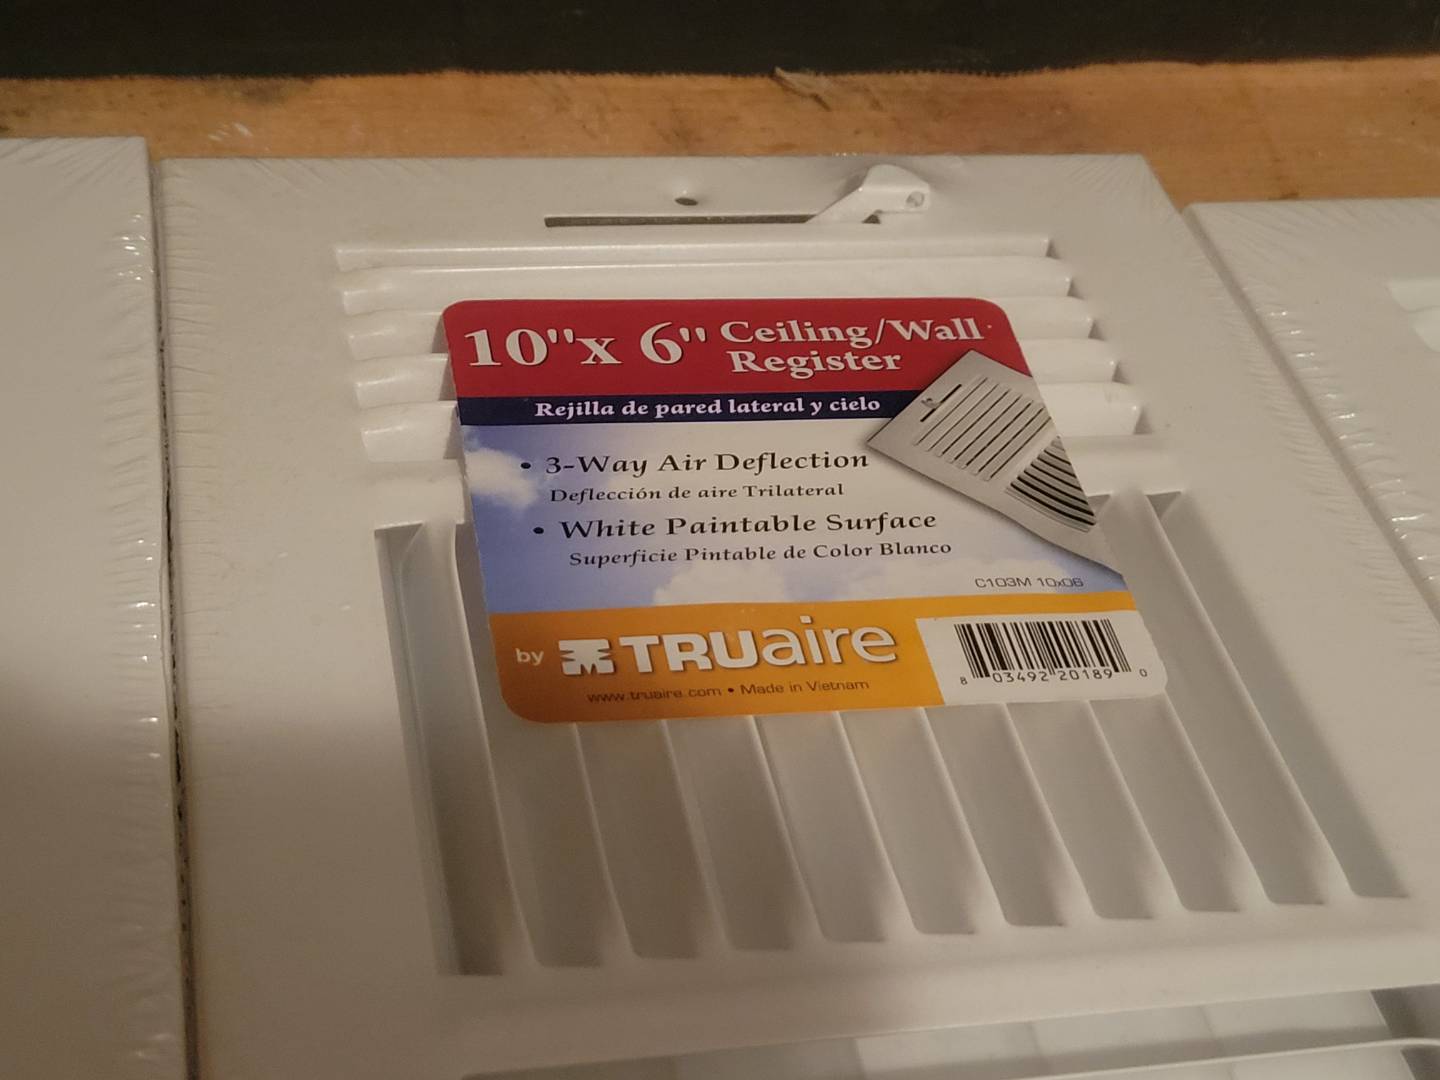 10"x 6" Ceiling/Wall Register
Rejilla de pared lateral y cielo
• 3-Way Air Deflection
Deflección de aire Trilateral
• White Paintable Surface
Superficie Pintable de Color Blanco
C103M 10x06
by TRUaire
www.truaire.com • Made in Vietnam
8 03492 20189 0